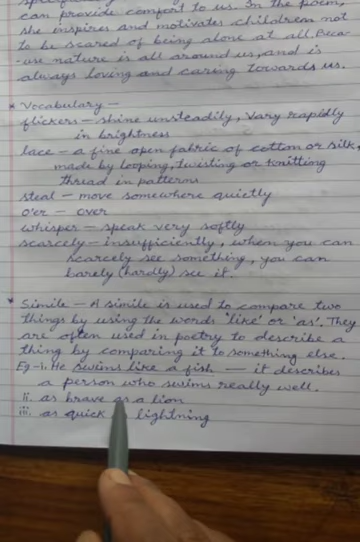 can provide comfort to us. In the poem,
she inspires and motivates childdren not
to be scared of being alone at all. Beca-
-use nature is all around us, and is
always loving and caring towards us.
* Vocabulary –
flickers – shine unsteadily, vary rapidly
in brightness
lace – a fine open fabric of cotton or silk,
made by looping, twisting or knitting
thread in patterns
steal – move somewhere quietly
o'er – over
whisper – speak very softly
scarcely – insufficiently, when you can
scarcely see something, you can
barely (hardly) see it.
* Simile – A simile is used to compare two
things by using the words 'like' or 'as'. They
are often used in poetry to describe a
thing by comparing it to something else.
Eg – i. He swims like a fish — it describes
a person who swims really well.
ii. as brave as a lion
iii. as quick lightning